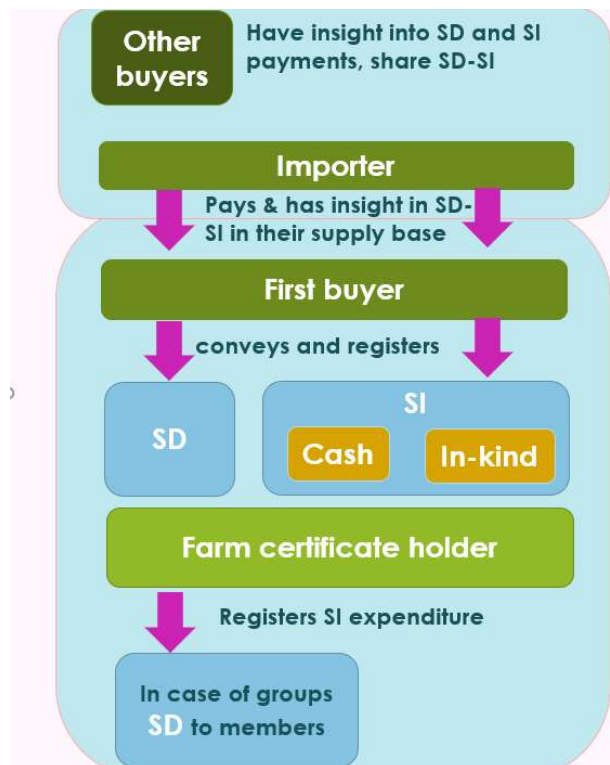 Other
buyers
Have insight into SD and SI
payments, share SD-SI
Importer
Pays & has insight in SD-
SI in their supply base
First buyer
conveys and registers
SD
SI
Cash
In-kind
Farm certificate holder
Registers SI expenditure
In case of groups
SD to members